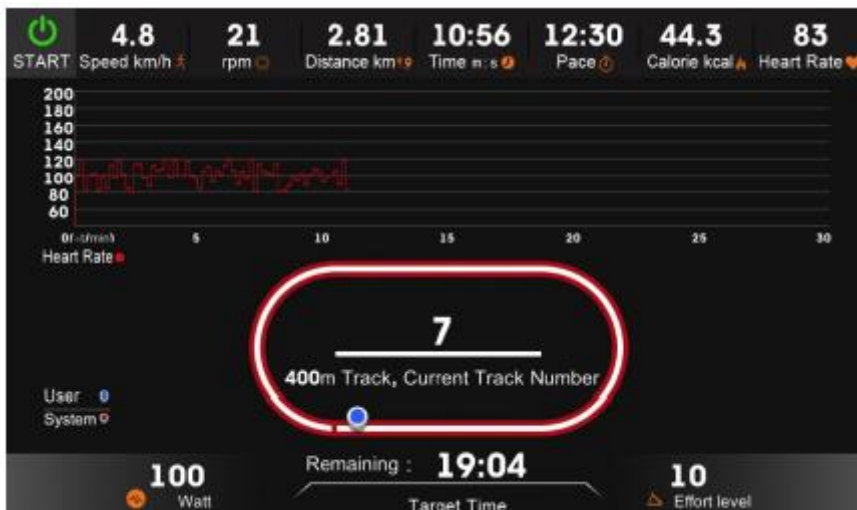 4.8 21 2.81 10:56 12:30 44.3 83
START Speed km/h rpm Distance km Time m:s Pace Calorie kcal Heart Rate
200
180
160
140
120
100
80
60
5 10 15 20 25 30
Heart Rate
7
400m Track, Current Track Number
User
System
Remaining : 19:04
100 10
Watt Target Time Effort level